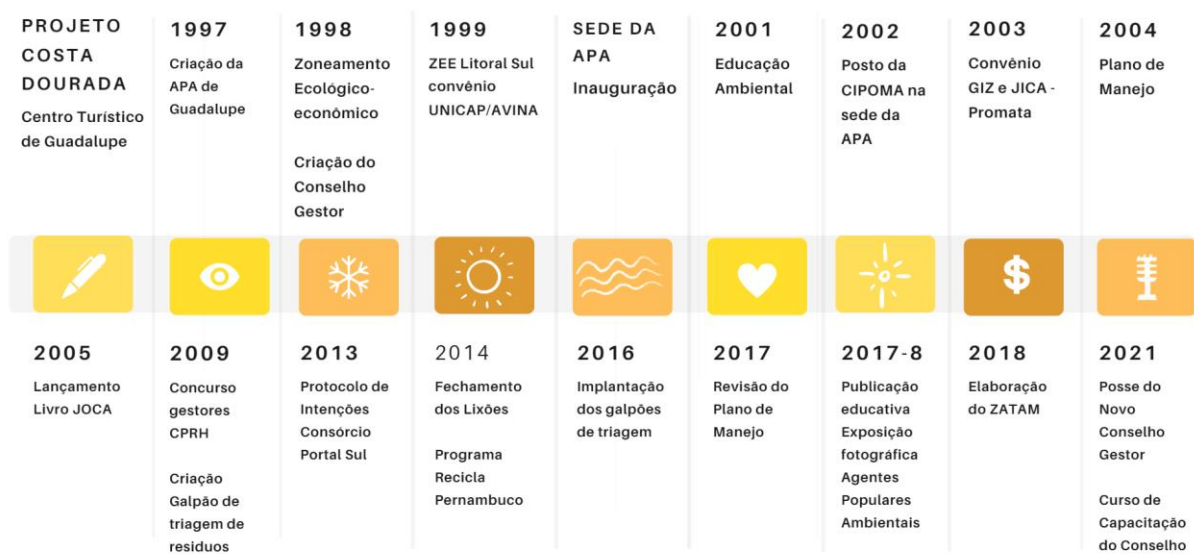 PROJETO
COSTA
DOURADA
Centro Turístico
de Guadalupe
1997
Criação da
APA de
Guadalupe
1998
Zoneamento
Ecológico-
econômico
Criação do
Conselho
Gestor
1999
ZEE Litoral Sul
convênio
UNICAP/AVINA
SEDE DA
APA
Inauguração
2001
Educação
Ambiental
2002
Posto da
CIPOMA na
sede da
APA
2003
Convênio
GIZ e JICA -
Promata
2004
Plano de
Manejo
$
2005
Lançamento
Livro JOCA
2009
Concurso
gestores
CPRH
Criação
Galpão de
triagem de
residuos
2013
Protocolo de
Intenções
Consórcio
Portal Sul
2014
Fechamento
dos Lixões
Programa
Recicla
Pernambuco
2016
Implantação
dos galpões
de triagem
2017
Revisão do
Plano de
Manejo
2017-8
Publicação
educativa
Exposição
fotográfica
Agentes
Populares
Ambientais
2018
Elaboração
do ZATAM
2021
Posse do
Novo
Conselho
Gestor
Curso de
Capacitação
do Conselho